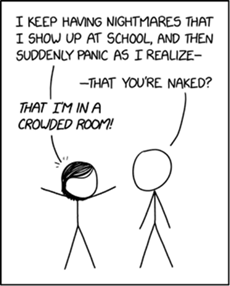 I KEEP HAVING NIGHTMARES THAT
I SHOW UP AT SCHOOL, AND THEN
SUDDENLY PANIC AS I REALIZE–
–THAT YOU'RE NAKED?
THAT I'M IN A
CROWDED ROOM!